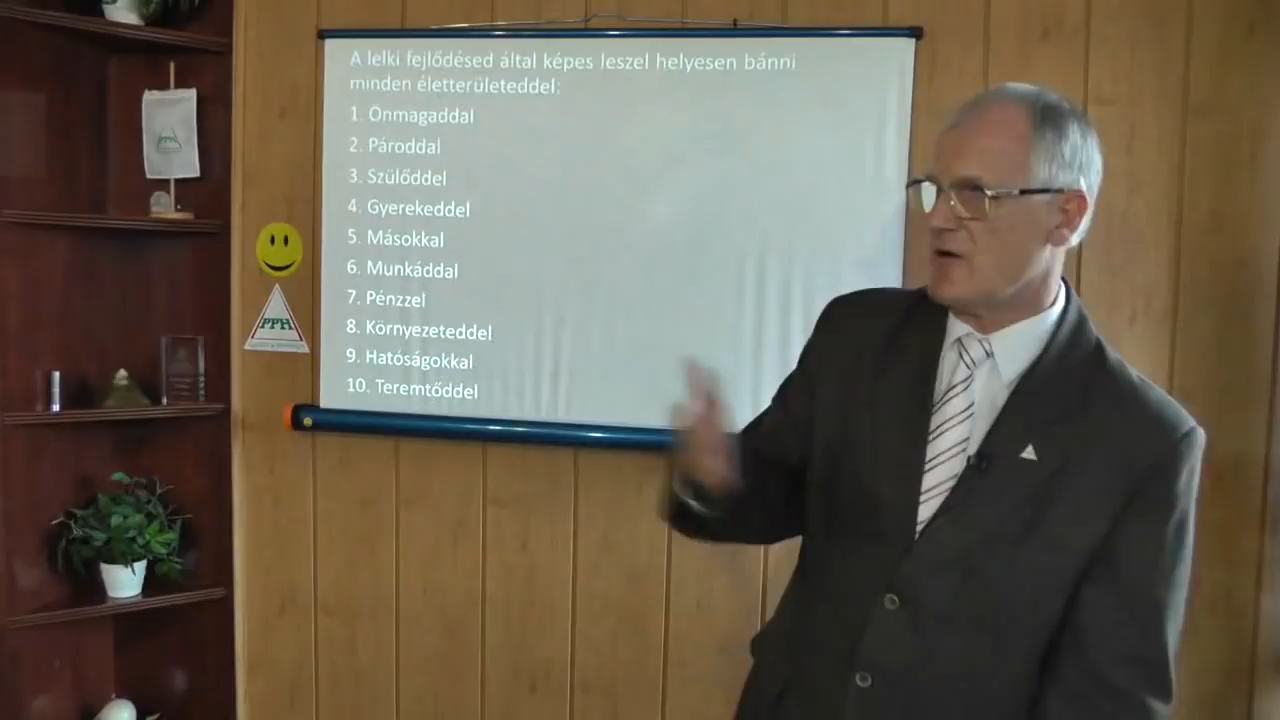 A lelki fejlődésed által képes leszel helyesen bánni
minden életterületeddel:
1. Önmagaddal
2. Pároddal
3. Szülőddel
4. Gyerekeddel
5. Másokkal
6. Munkáddal
7. Pénzzel
8. Környezeteddel
9. Hatóságokkal
10. Teremtőddel
PPH